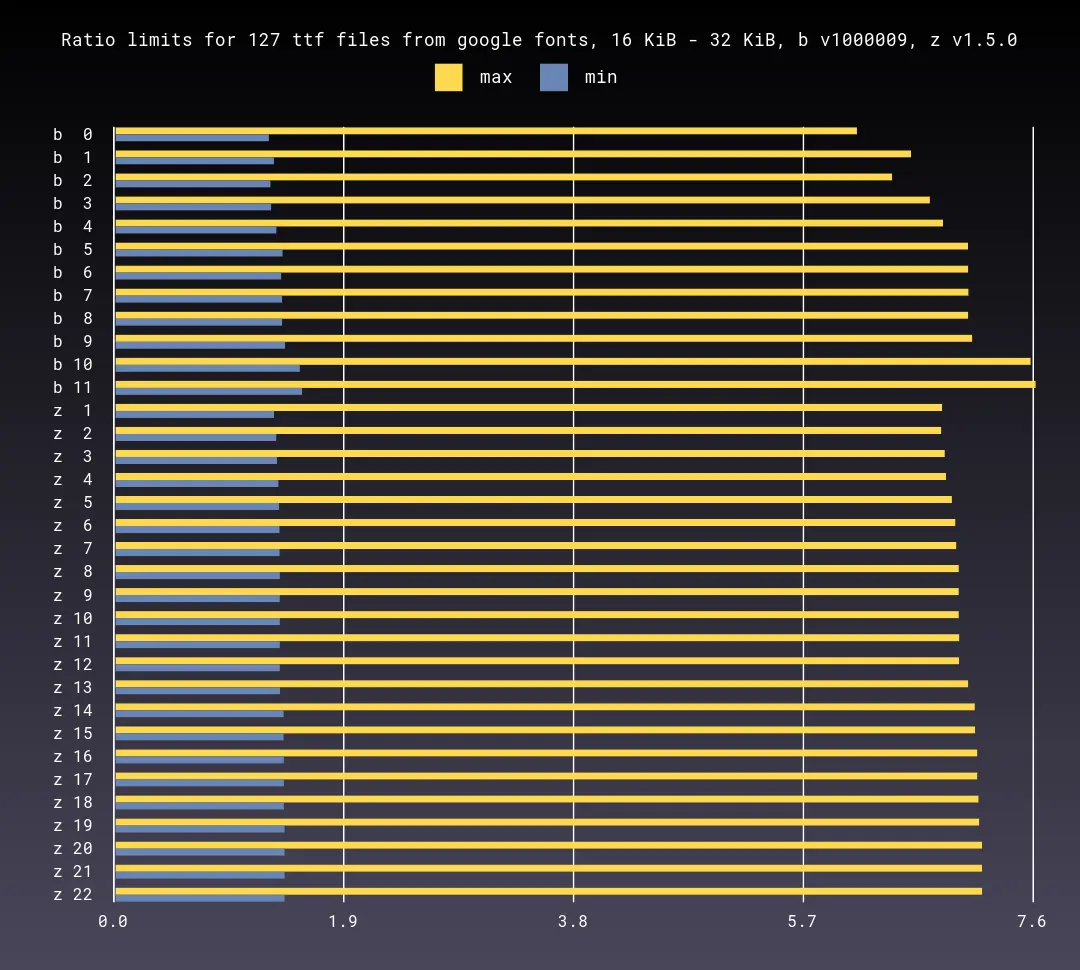 Ratio limits for 127 ttf files from google fonts, 16 KiB - 32 KiB, b v1000009, z v1.5.0
max min
b 0
b 1
b 2
b 3
b 4
b 5
b 6
b 7
b 8
b 9
b 10
b 11
z 1
z 2
z 3
z 4
z 5
z 6
z 7
z 8
z 9
z 10
z 11
z 12
z 13
z 14
z 15
z 16
z 17
z 18
z 19
z 20
z 21
z 22
0.0 1.9 3.8 5.7 7.6